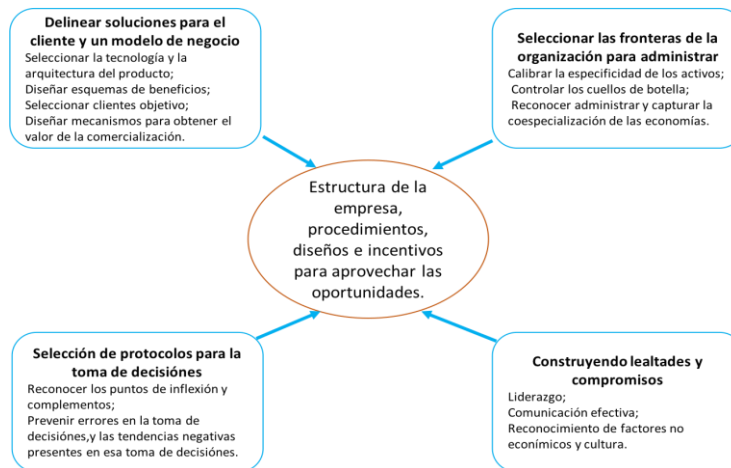 Delinear soluciones para el
cliente y un modelo de negocio
Seleccionar la tecnología y la
arquitectura del producto;
Diseñar esquemas de beneficios;
Seleccionar clientes objetivo;
Diseñar mecanismos para obtener el
valor de la comercialización.
Seleccionar las fronteras de la
organización para administrar
Calibrar la especificidad de los activos;
Controlar los cuellos de botella;
Reconocer administrar y capturar la
coespecialización de las economías.
Estructura de la
empresa,
procedimientos,
diseños e incentivos
para aprovechar las
oportunidades.
Selección de protocolos para la
toma de decisiónes
Reconocer los puntos de inflexión y
complementos;
Prevenir errores en la toma de
decisiónes,y las tendencias negativas
presentes en esa toma de decisiónes.
Construyendo lealtades y
compromisos
Liderazgo;
Comunicación efectiva;
Reconocimiento de factores no
econímicos y cultura.